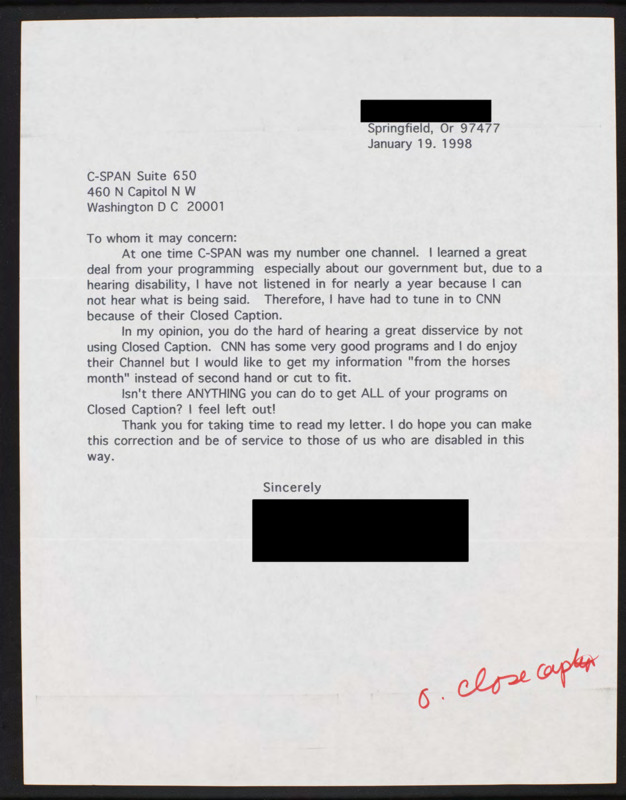 Springfield, Or 97477
January 19. 1998
C-SPAN Suite 650
460 N Capitol N W
Washington D C 20001
To whom it may concern:
At one time C-SPAN was my number one channel. I learned a great
deal from your programming especially about our government but, due to a
hearing disability, I have not listened in for nearly a year because I can
not hear what is being said. Therefore, I have had to tune in to CNN
because of their Closed Caption.
In my opinion, you do the hard of hearing a great disservice by not
using Closed Caption. CNN has some very good programs and I do enjoy
their Channel but I would like to get my information "from the horses
month" instead of second hand or cut to fit.
Isn't there ANYTHING you can do to get ALL of your programs on
Closed Caption? I feel left out!
Thank you for taking time to read my letter. I do hope you can make
this correction and be of service to those of us who are disabled in this
way.
Sincerely
close